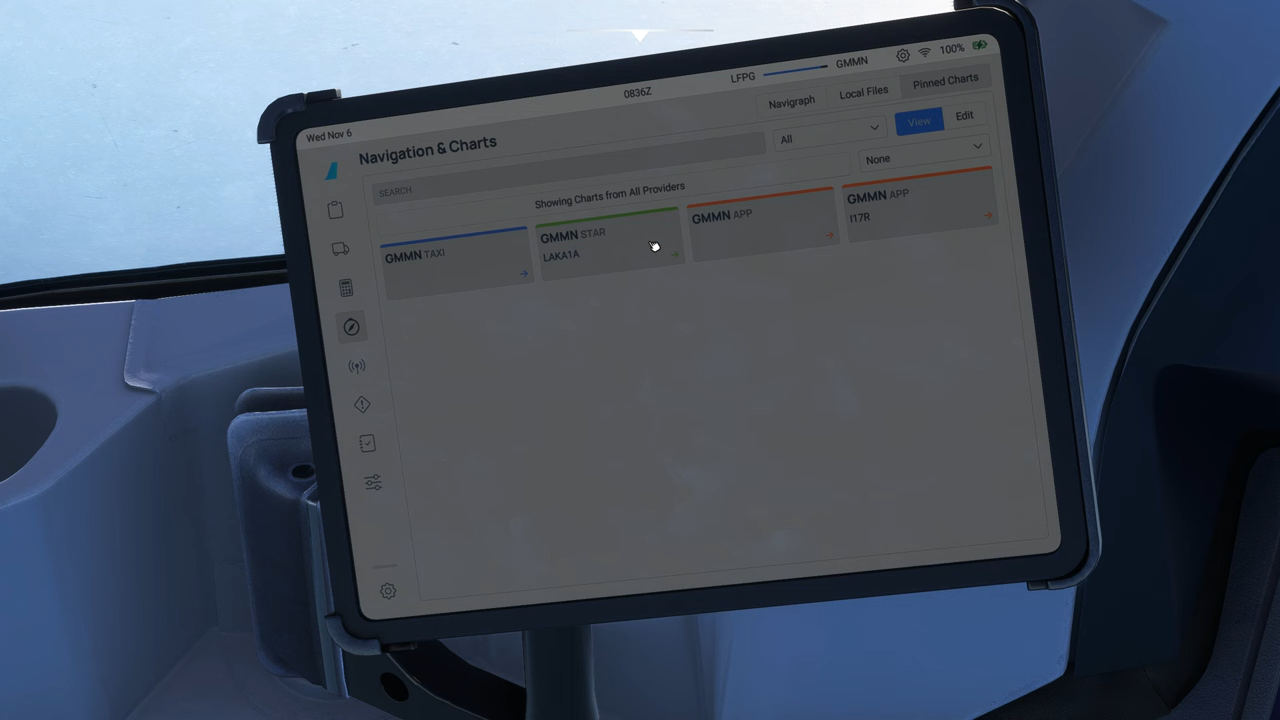 Wed Nov 6
0836Z
LFPG
GMMN
100%
Navigation & Charts
Navigraph
Local Files
Pinned Charts
SEARCH
All
View
Edit
Showing Charts from All Providers
None
GMMN TAXI
GMMN STAR
LAKA1A
GMMN APP
GMMN APP
I17R